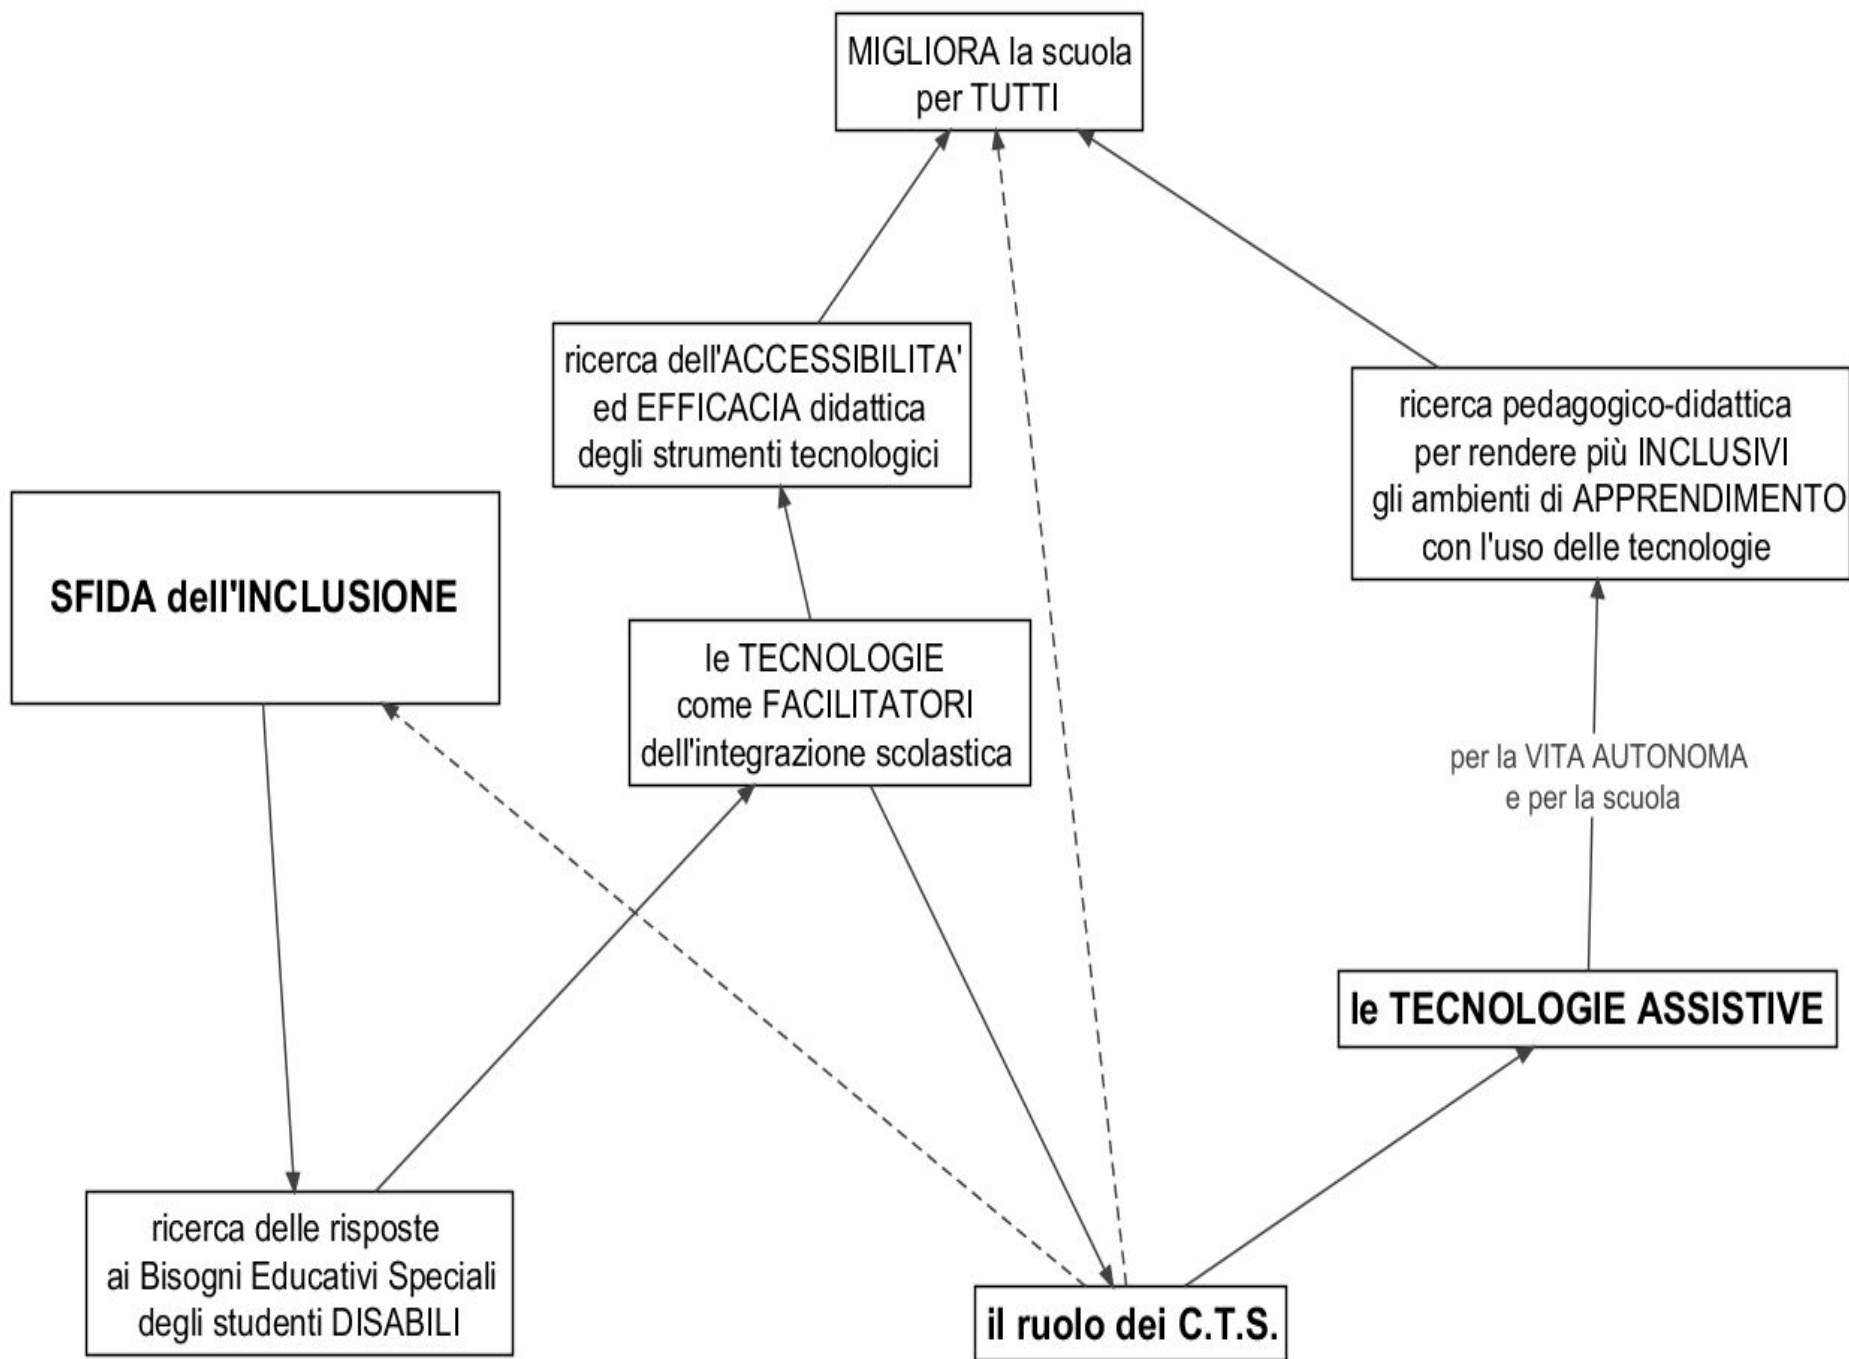 MIGLIORA la scuola
per TUTTI
ricerca dell'ACCESSIBILITA'
ed EFFICACIA didattica
degli strumenti tecnologici
ricerca pedagogico-didattica
per rendere più INCLUSIVI
gli ambienti di APPRENDIMENTO
con l'uso delle tecnologie
SFIDA dell'INCLUSIONE
le TECNOLOGIE
come FACILITATORI
dell'integrazione scolastica
per la VITA AUTONOMA
e per la scuola
le TECNOLOGIE ASSISTIVE
ricerca delle risposte
ai Bisogni Educativi Speciali
degli studenti DISABILI
il ruolo dei C.T.S.